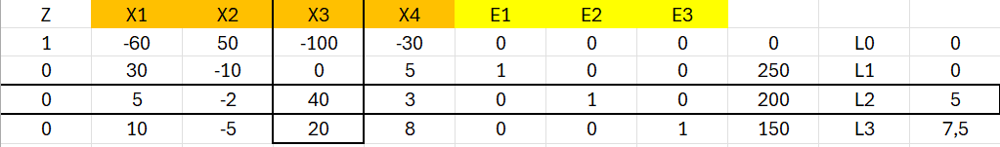 Z X1 X2 X3 X4 E1 E2 E3
1 -60 50 -100 -30 0 0 0 0 L0 0
0 30 -10 0 5 1 0 0 250 L1 0
0 5 -2 40 3 0 1 0 200 L2 5
0 10 -5 20 8 0 0 1 150 L3 7,5